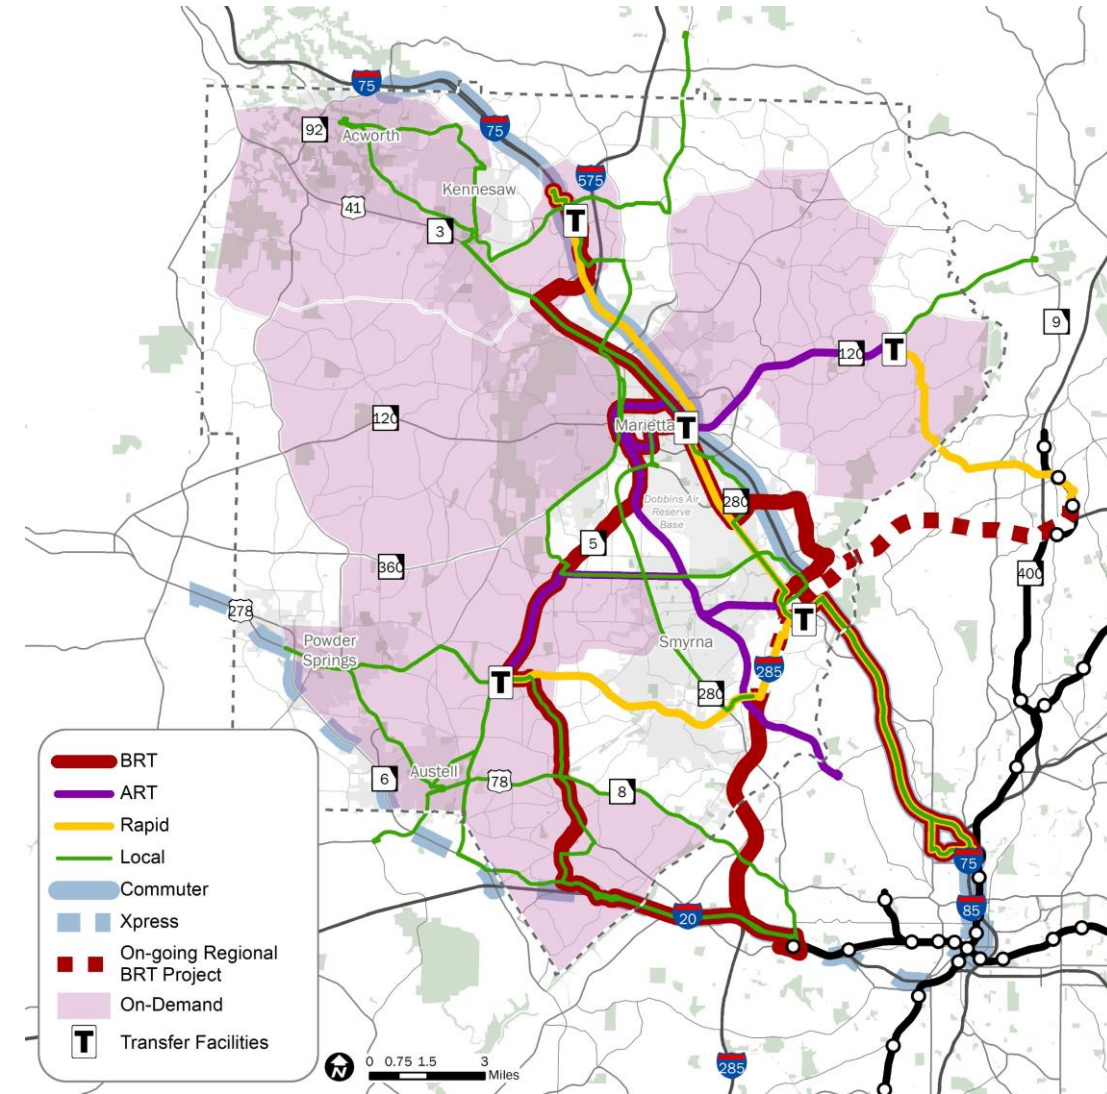 75
92
Acworth
75
Kennesaw
575
41
3
9
120
120
Marietta
280
Dobbins Air
Reserve
Base
5
360
400
278
Powder
Springs
Smyrna
285
280
Austell
6
78
8
75
85
20
285
BRT
ART
Rapid
Local
Commuter
Xpress
On-going Regional
BRT Project
On-Demand
T Transfer Facilities
T
T
T
T
T
N
0 0.75 1.5 3
Miles